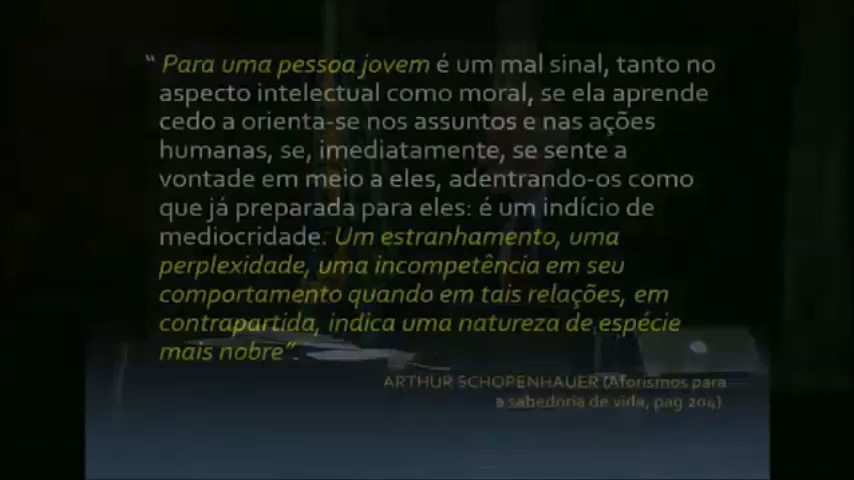 “ Para uma pessoa jovem é um mal sinal, tanto no
aspecto intelectual como moral, se ela aprende
cedo a orienta-se nos assuntos e nas ações
humanas, se, imediatamente, se sente a
vontade em meio a eles, adentrando-os como
que já preparada para eles: é um indício de
mediocridade. Um estranhamento, uma
perplexidade, uma incompetência em seu
comportamento quando em tais relações, em
contrapartida, indica uma natureza de espécie
mais nobre”.
ARTHUR SCHOPENHAUER (Aforismos para
a sabedoria de vida, pag 204)